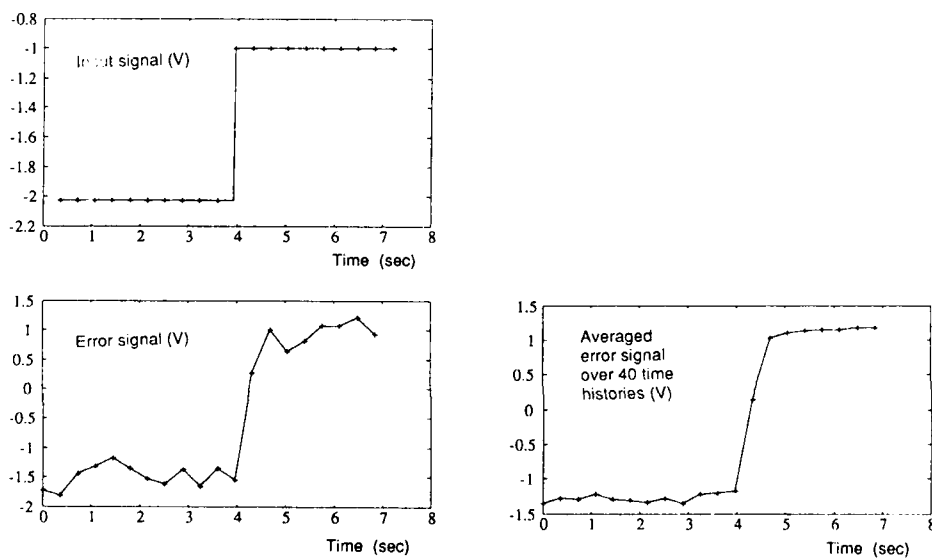 -0.8
-1
-1.2
-1.4
-1.6
-1.8
-2
-2.2
signal (V)
0 1 2 3 4 5 6 7 8
Time (sec)
1.5
1
0.5
0
-0.5
-1
-1.5
-2
Error signal (V)
0 1 2 3 4 5 6 7 8
Time (sec)
1.5
1
0.5
0
-0.5
-1
-1.5
Averaged
error signal
over 40 time
histories (V)
0 1 2 3 4 5 6 7 8
Time (sec)